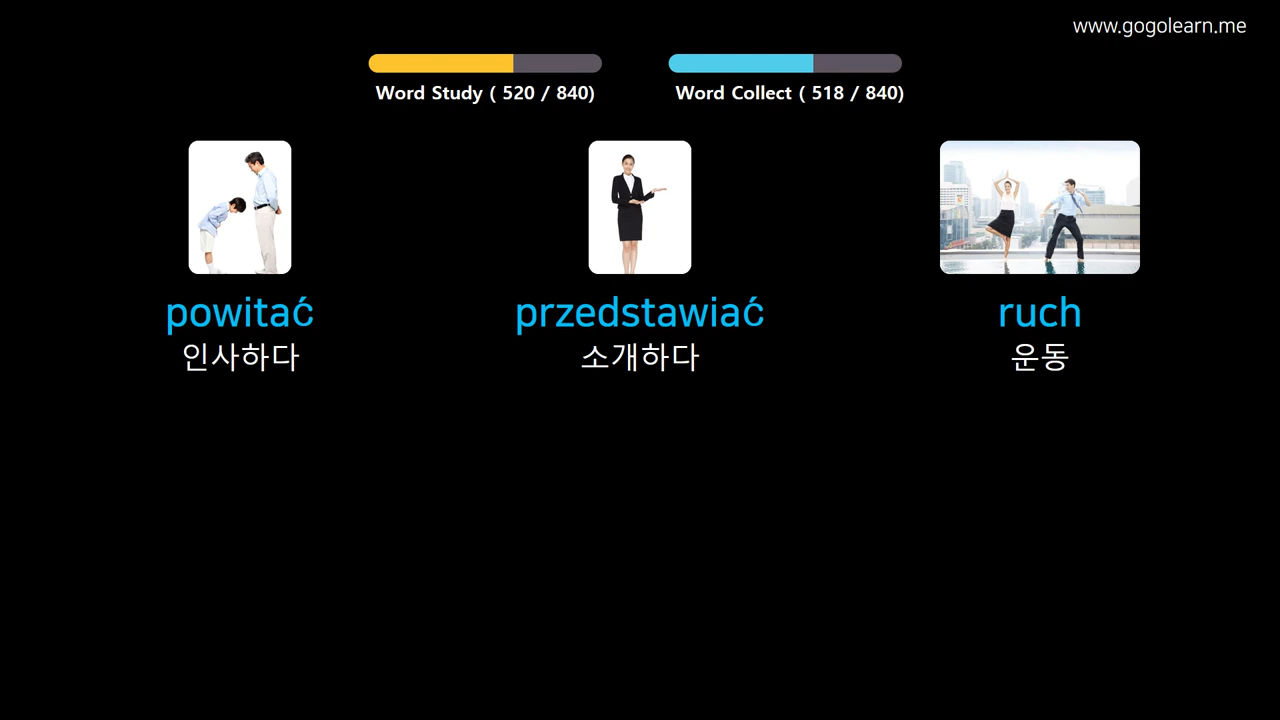 www.gogolearn.me
Word Study ( 520 / 840)
Word Collect ( 518 / 840)
powitać
인사하다
przedstawiać
소개하다
ruch
운동